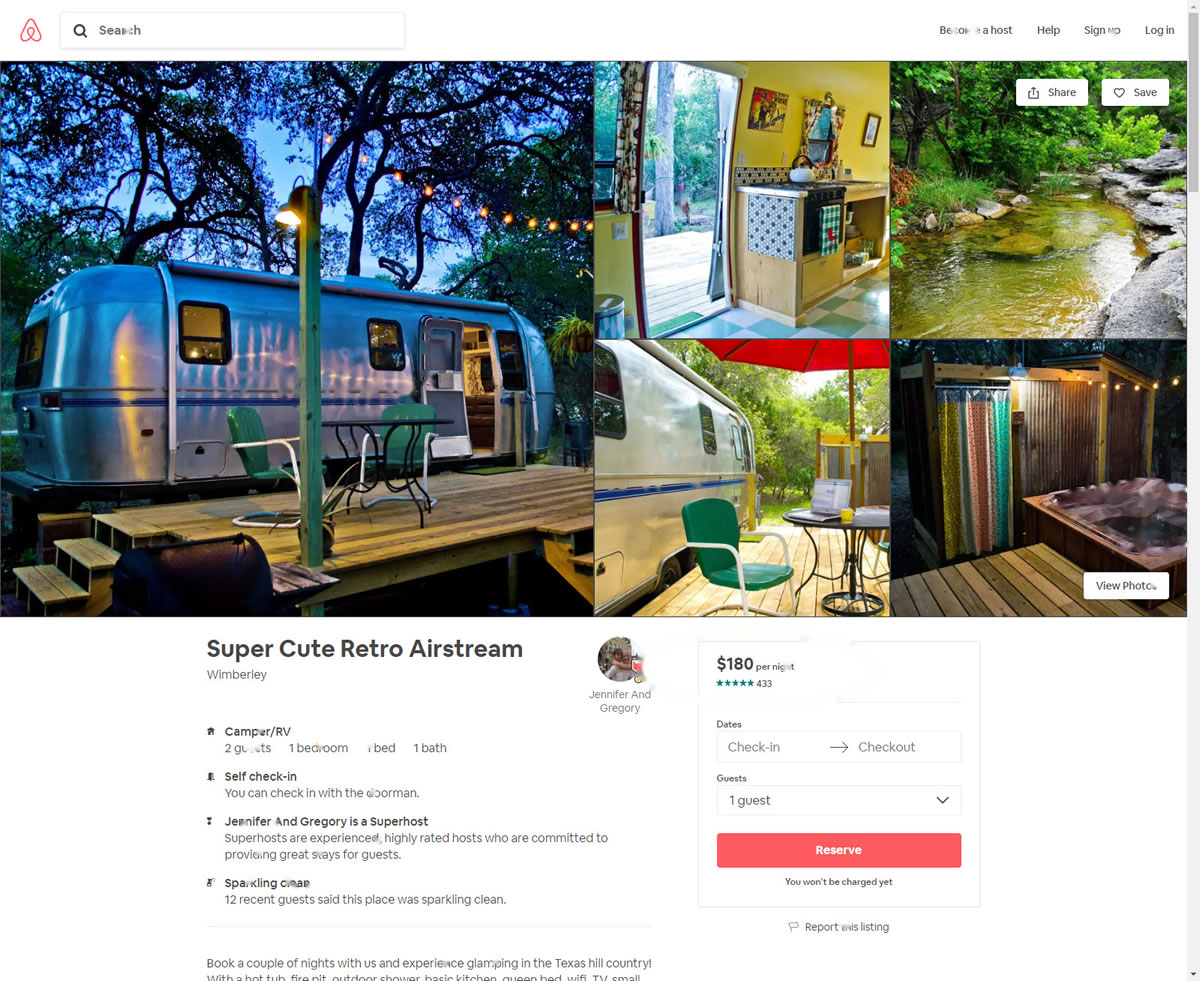 Search
Become a host Help Sign up Log in
Share Save
View Photos
Super Cute Retro Airstream
Wimberley
Jennifer And
Gregory
Camper/RV
2 guests 1 bedroom 1 bed 1 bath
Self check-in
You can check in with the doorman.
Jennifer And Gregory is a Superhost
Superhosts are experienced, highly rated hosts who are committed to
providing great stays for guests.
Sparkling clean
12 recent guests said this place was sparkling clean.
Book a couple of nights with us and experience glamping in the Texas hill country!
With a hot tub, fire pit, outdoor shower, basic kitchen, queen bed, wifi, TV, small
$180 per night
★★★★★ 433
Dates
Check-in → Checkout
Guests
1 guest
Reserve
You won't be charged yet
Report this listing